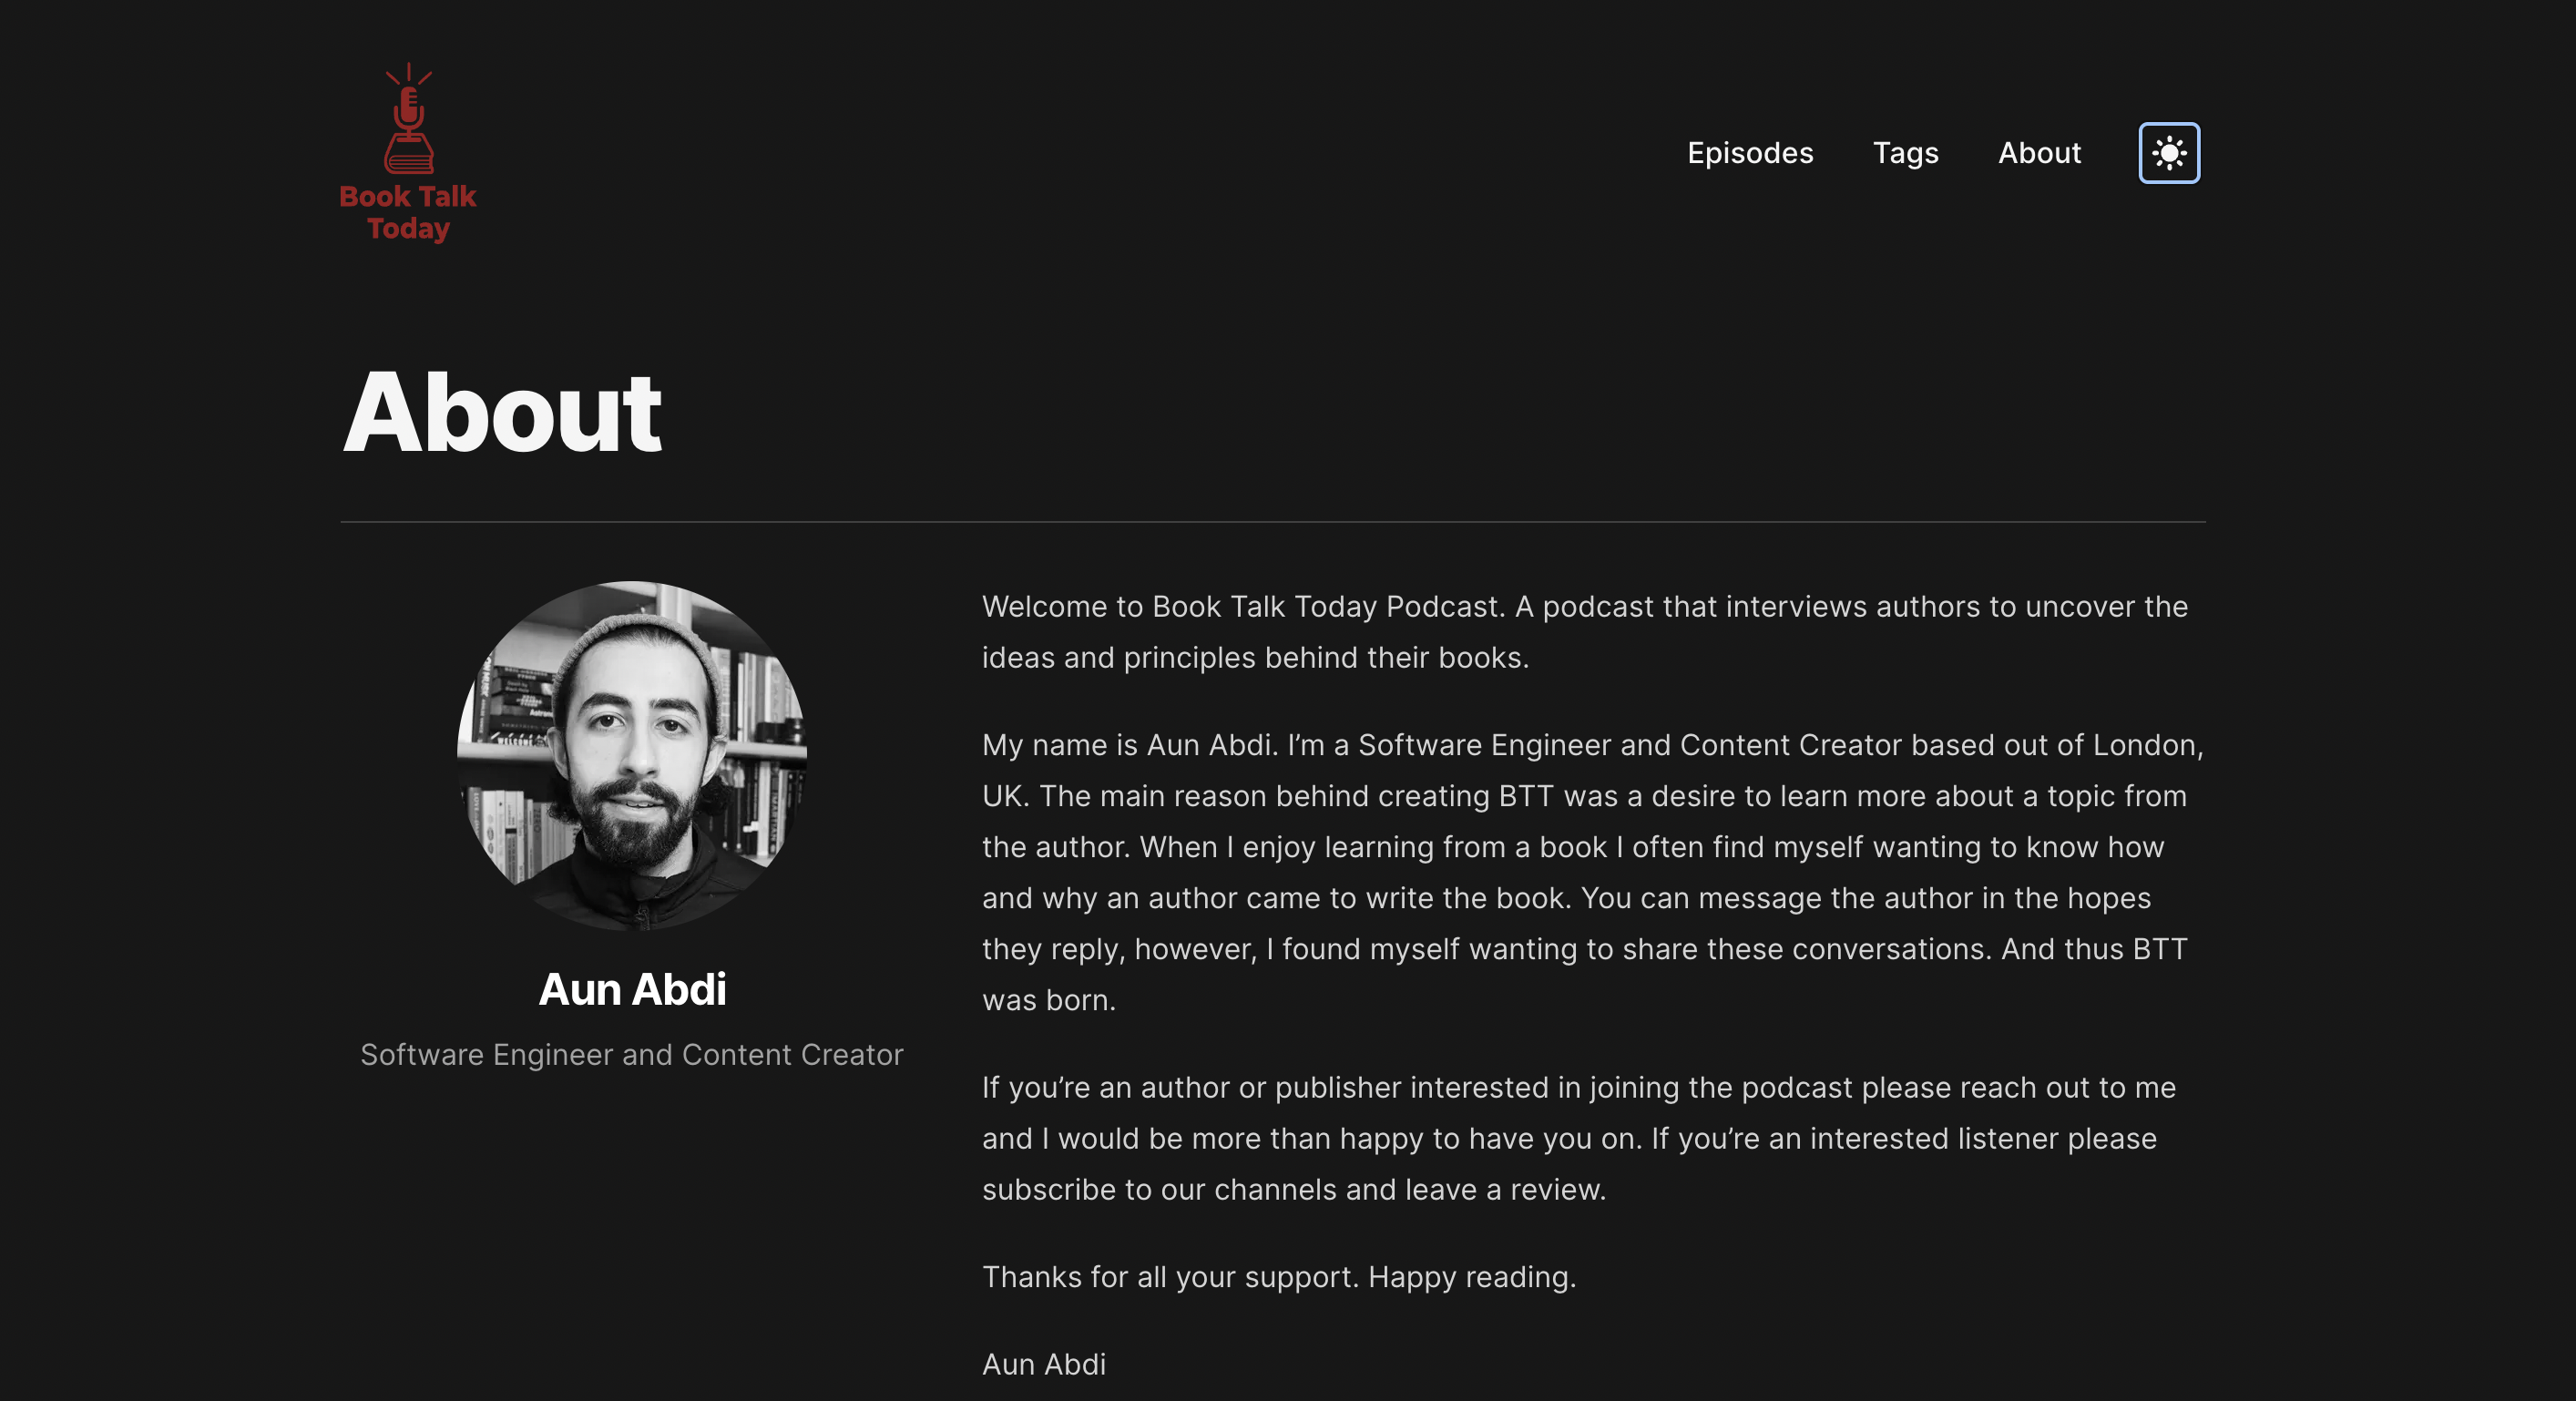 Book Talk
Today
Episodes
Tags
About
About
Aun Abdi
Software Engineer and Content Creator
Welcome to Book Talk Today Podcast. A podcast that interviews authors to uncover the
ideas and principles behind their books.
My name is Aun Abdi. I’m a Software Engineer and Content Creator based out of London,
UK. The main reason behind creating BTT was a desire to learn more about a topic from
the author. When I enjoy learning from a book I often find myself wanting to know how
and why an author came to write the book. You can message the author in the hopes
they reply, however, I found myself wanting to share these conversations. And thus BTT
was born.
If you’re an author or publisher interested in joining the podcast please reach out to me
and I would be more than happy to have you on. If you’re an interested listener please
subscribe to our channels and leave a review.
Thanks for all your support. Happy reading.
Aun Abdi